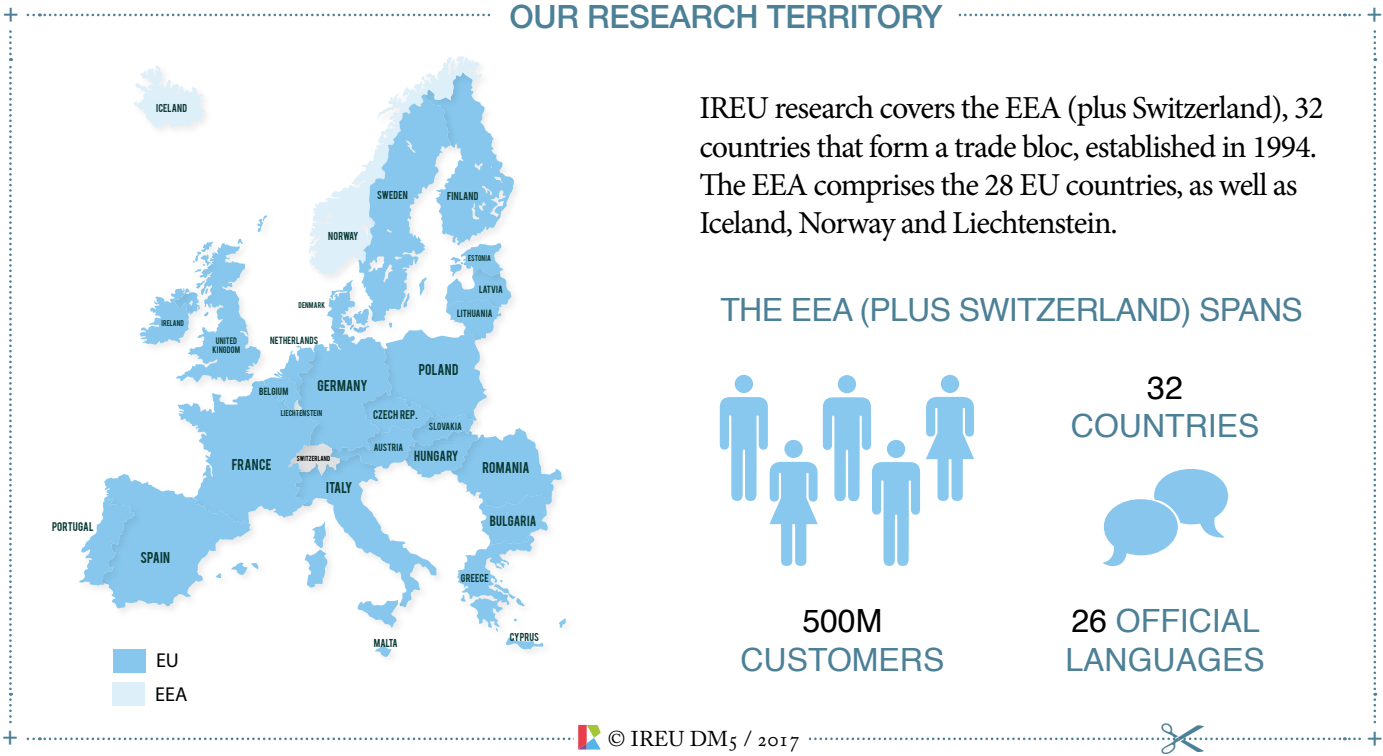 OUR RESEARCH TERRITORY
ICELAND
SWEDEN
FINLAND
NORWAY
ESTONIA
LATVIA
LITHUANIA
DENMARK
IRELAND
UNITED
KINGDOM
NETHERLANDS
BELGIUM
GERMANY
POLAND
LIECHTENSTEIN
CZECH REP.
SLOVAKIA
AUSTRIA
HUNGARY
FRANCE
SWITZERLAND
ROMANIA
ITALY
BULGARIA
PORTUGAL
SPAIN
GREECE
MALTA
CYPRUS
EU
EEA
IREU research covers the EEA (plus Switzerland), 32
countries that form a trade bloc, established in 1994.
The EEA comprises the 28 EU countries, as well as
Iceland, Norway and Liechtenstein.
THE EEA (PLUS SWITZERLAND) SPANS
32
COUNTRIES
500M
CUSTOMERS
26 OFFICIAL
LANGUAGES
© IREU DM5 / 2017